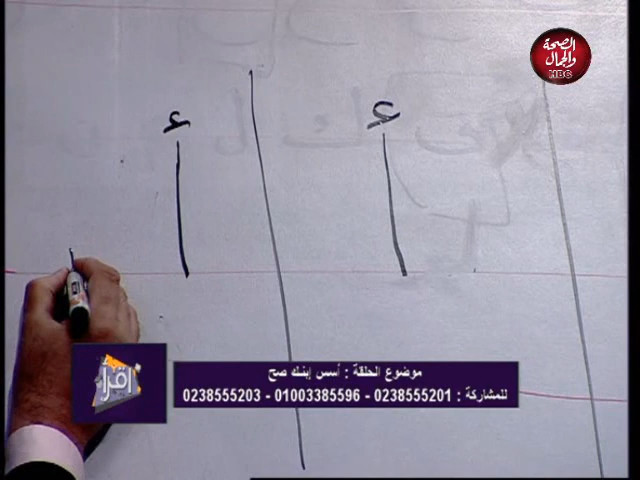 الصحة
والجمال
HBC
أ أ
اقرأ
موضوع الحلقة : أسس إبنك صح
للمشاركة : 0238555201 - 01003385596 - 0238555203